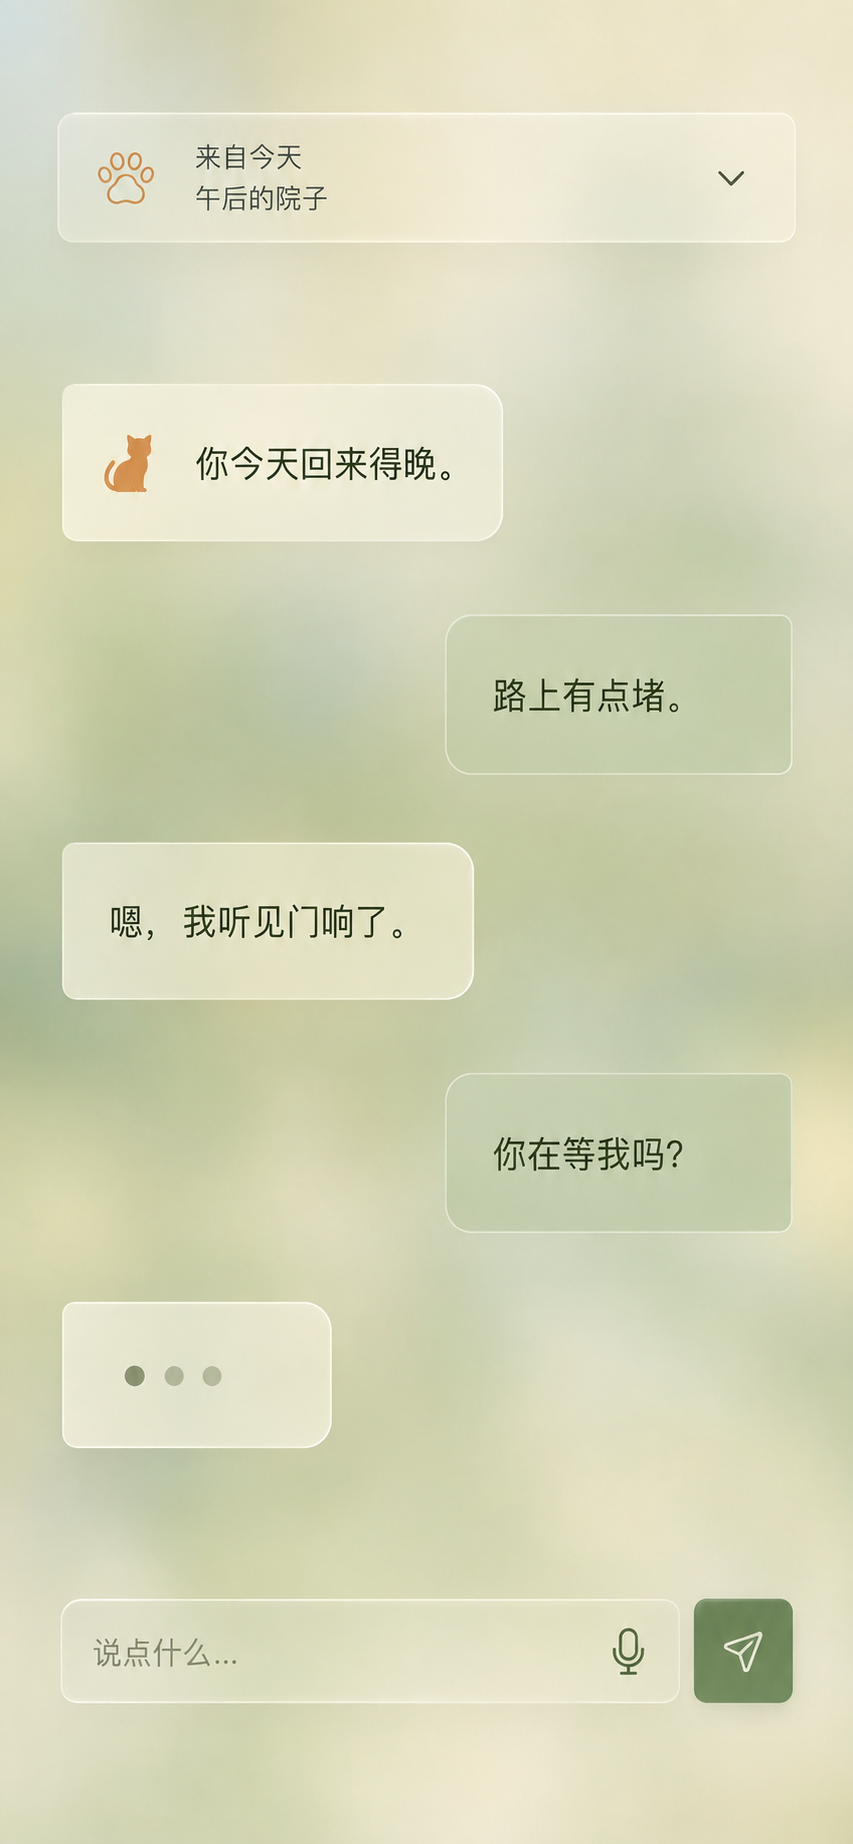 来自今天
午后的院子
你今天回来得晚。
路上有点堵。
嗯，我听见门响了。
你在等我吗？
说点什么...